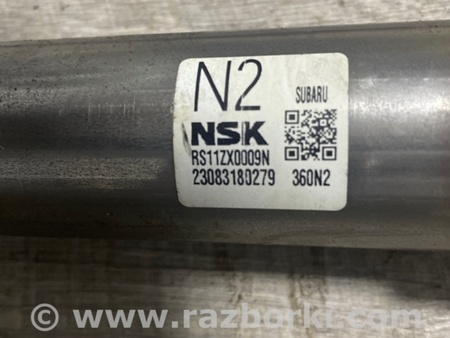 N2 SUBARU
NSK
RS11ZX0009N
23083180279 360N2
© www.razborki.com